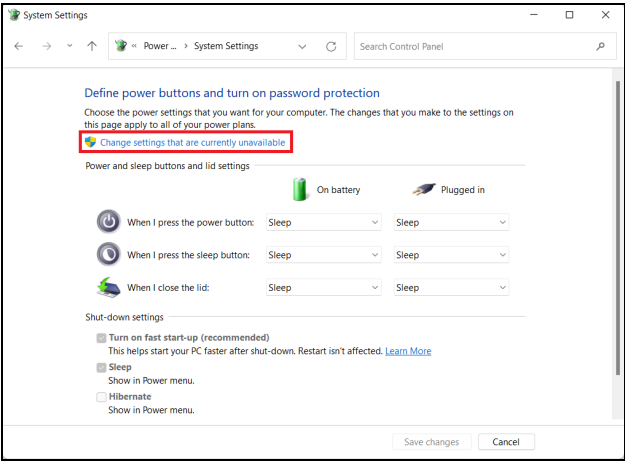 System Settings
« Power ... › System Settings
Search Control Panel
Define power buttons and turn on password protection
Choose the power settings that you want for your computer. The changes that you make to the settings on
this page apply to all of your power plans.
Change settings that are currently unavailable
Power and sleep buttons and lid settings
On battery Plugged in
When I press the power button: Sleep Sleep
When I press the sleep button: Sleep Sleep
When I close the lid: Sleep Sleep
Shut-down settings
Turn on fast start-up (recommended)
This helps start your PC faster after shut-down. Restart isn't affected. Learn More
Sleep
Show in Power menu.
Hibernate
Show in Power menu.
Save changes Cancel